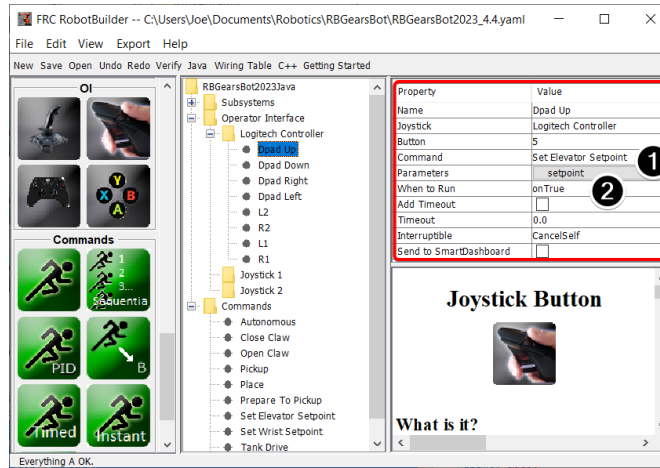 FRC RobotBuilder -- C:\Users\Joe\Documents\Robotics\RBGearsBot\RBGearsBot2023_4.4.yaml
File Edit View Export Help
New Save Open Undo Redo Verify Java Wiring Table C++ Getting Started
OI
Y
X B
A
Commands
1
2
3...
Sequentia
PID
B
Timed
Instant
RBGearsBot2023Java
Subsystems
Operator Interface
Logitech Controller
Dpad Up
Dpad Down
Dpad Right
Dpad Left
L2
R2
L1
R1
Joystick 1
Joystick 2
Commands
Autonomous
Close Claw
Open Claw
Pickup
Place
Prepare To Pickup
Set Elevator Setpoint
Set Wrist Setpoint
Tank Drive
Property Value
Name Dpad Up
Joystick Logitech Controller
Button 5
Command Set Elevator Setpoint 1
Parameters setpoint
When to Run onTrue 2
Add Timeout
Timeout 0.0
Interruptible CancelSelf
Send to SmartDashboard
Joystick Button
What is it?
Everything A OK.